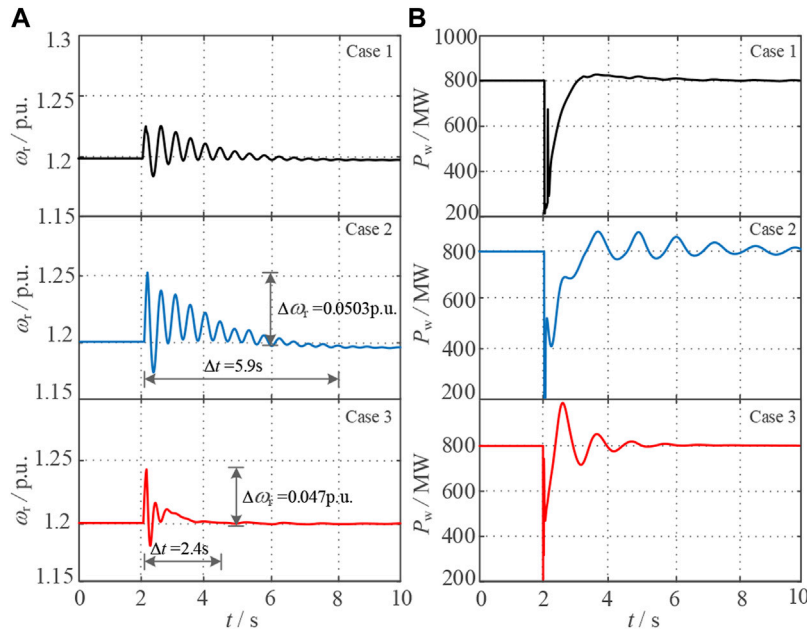 A
B
1.3
1.25
1.2
1.15
ωr / p.u.
Case 1
1000
800
600
400
200
Pw / MW
Case 1
1.25
1.2
1.15
ωr / p.u.
Case 2
Δωr=0.0503p.u.
Δt=5.9s
800
600
400
200
Pw / MW
Case 2
1.25
1.2
1.15
ωr / p.u.
Case 3
Δωr=0.047p.u.
Δt=2.4s
800
600
400
200
Pw / MW
Case 3
0 2 4 6 8 10
t / s
0 2 4 6 8 10
t / s